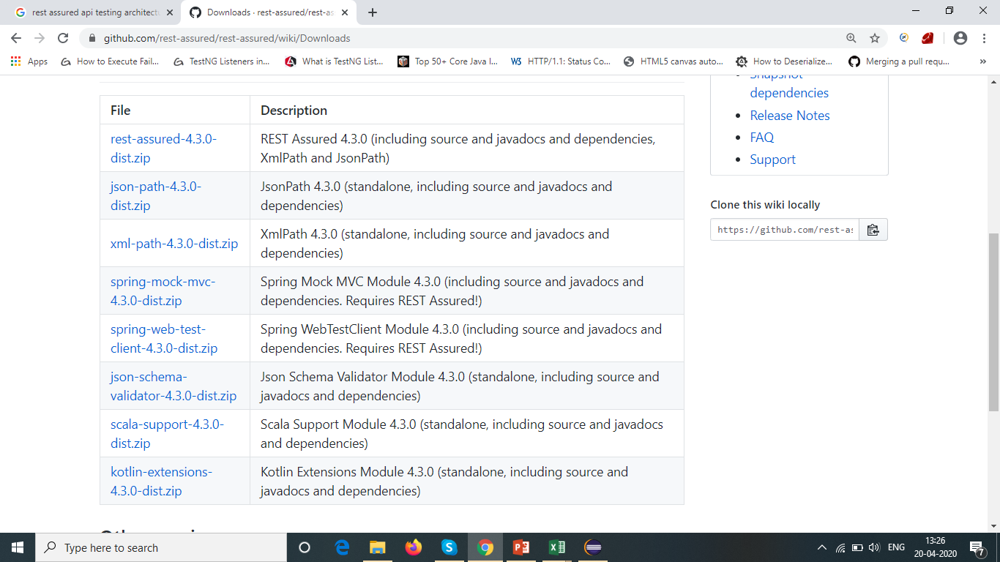 rest assured api testing architectu
Downloads · rest-assured/rest-as
github.com/rest-assured/rest-assured/wiki/Downloads
Apps
How to Execute Fail...
TestNG Listeners in...
What is TestNG List...
Top 50+ Core Java I...
W3 HTTP/1.1: Status Co...
HTML5 canvas auto...
How to Deserialize...
Merging a pull requ...
»
File Description
rest-assured-4.3.0-
dist.zip
REST Assured 4.3.0 (including source and javadocs and dependencies,
XmlPath and JsonPath)
json-path-4.3.0-
dist.zip
JsonPath 4.3.0 (standalone, including source and javadocs and
dependencies)
xml-path-4.3.0-dist.zip
XmlPath 4.3.0 (standalone, including source and javadocs and
dependencies)
spring-mock-mvc-
4.3.0-dist.zip
Spring Mock MVC Module 4.3.0 (including source and javadocs and
dependencies. Requires REST Assured!)
spring-web-test-
client-4.3.0-dist.zip
Spring WebTestClient Module 4.3.0 (including source and javadocs and
dependencies. Requires REST Assured!)
json-schema-
validator-4.3.0-dist.zip
Json Schema Validator Module 4.3.0 (standalone, including source and
javadocs and dependencies)
scala-support-4.3.0-
dist.zip
Scala Support Module 4.3.0 (standalone, including source and javadocs
and dependencies)
kotlin-extensions-
4.3.0-dist.zip
Kotlin Extensions Module 4.3.0 (standalone, including source and
javadocs and dependencies)
Snapshot
dependencies
Release Notes
FAQ
Support
Clone this wiki locally
https://github.com/rest-as
Type here to search
ENG
13:26
20-04-2020
7